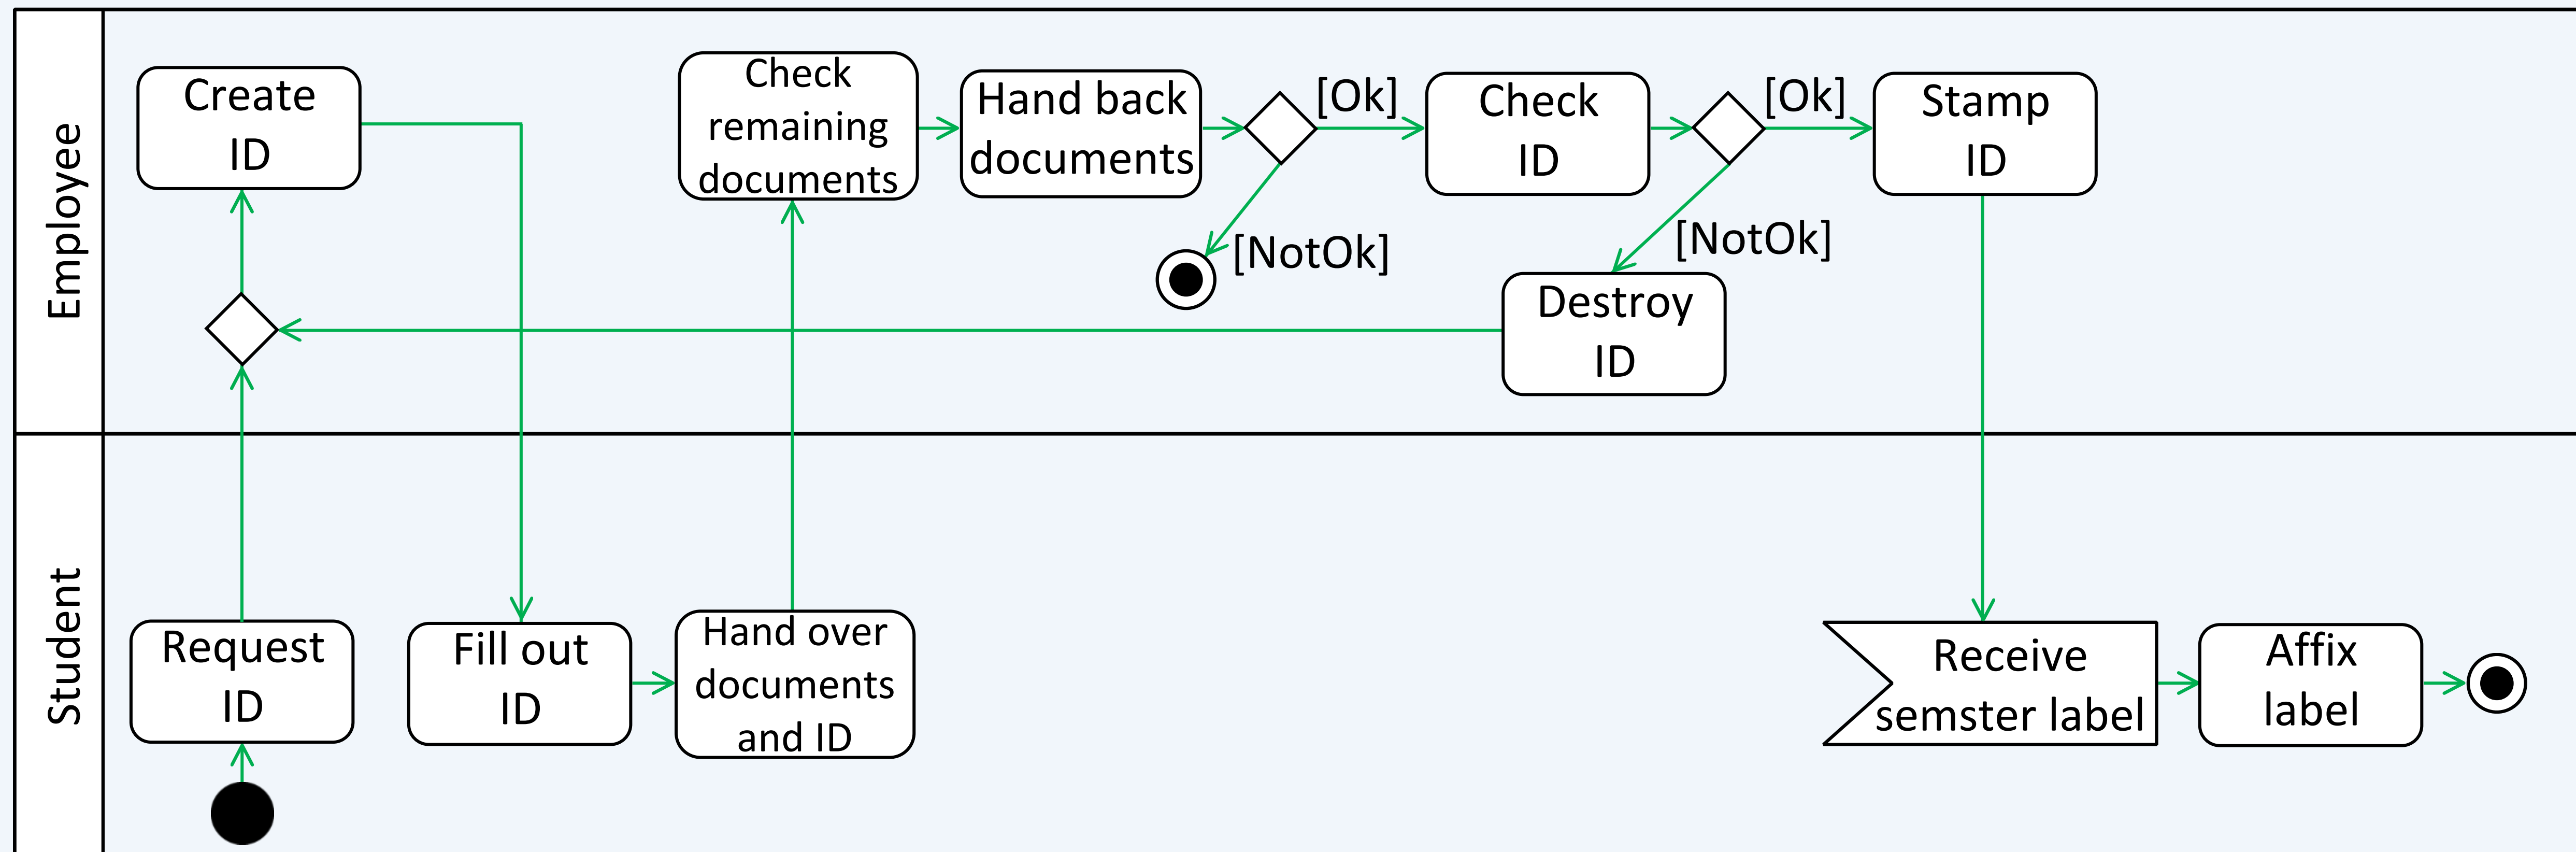 Employee
Create
ID
Check
remaining
documents
Hand back
documents
[Ok]
[NotOk]
Check
ID
[Ok]
[NotOk]
Stamp
ID
Destroy
ID
Student
Request
ID
Fill out
ID
Hand over
documents
and ID
Receive
semster label
Affix
label